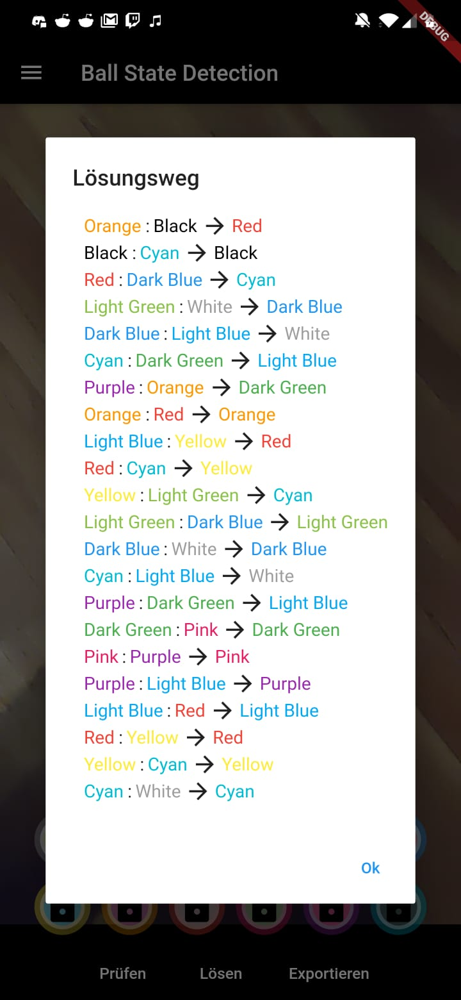 DEBUG
Ball State Detection
Lösungsweg
Orange : Black → Red
Black : Cyan → Black
Red : Dark Blue → Cyan
Light Green : White → Dark Blue
Dark Blue : Light Blue → White
Cyan : Dark Green → Light Blue
Purple : Orange → Dark Green
Orange : Red → Orange
Light Blue : Yellow → Red
Red : Cyan → Yellow
Yellow : Light Green → Cyan
Light Green : Dark Blue → Light Green
Dark Blue : White → Dark Blue
Cyan : Light Blue → White
Purple : Dark Green → Light Blue
Dark Green : Pink → Dark Green
Pink : Purple → Pink
Purple : Light Blue → Purple
Light Blue : Red → Light Blue
Red : Yellow → Red
Yellow : Cyan → Yellow
Cyan : White → Cyan
Ok
Prüfen Lösen Exportieren